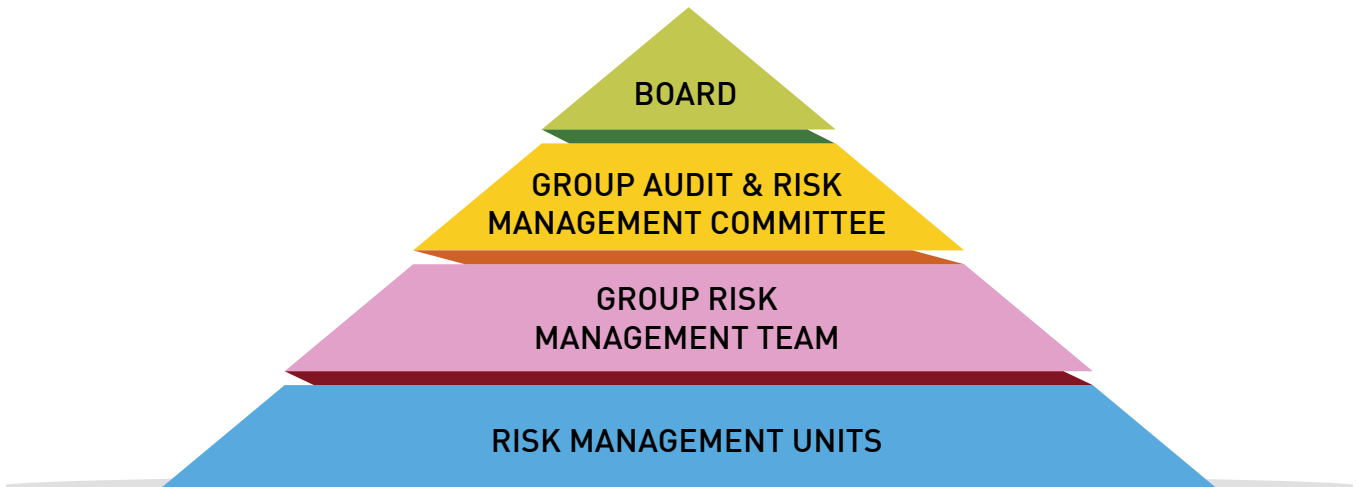 BOARD
GROUP AUDIT & RISK
MANAGEMENT COMMITTEE
GROUP RISK
MANAGEMENT TEAM
RISK MANAGEMENT UNITS